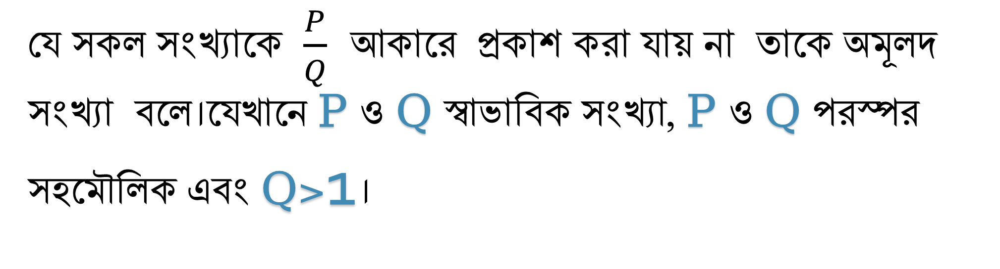 যে সকল সংখ্যাকে P/Q আকারে প্রকাশ করা যায় না তাকে অমূলদ
সংখ্যা বলে।যেখানে P ও Q স্বাভাবিক সংখ্যা, P ও Q পরস্পর
সহমৌলিক এবং Q>1।